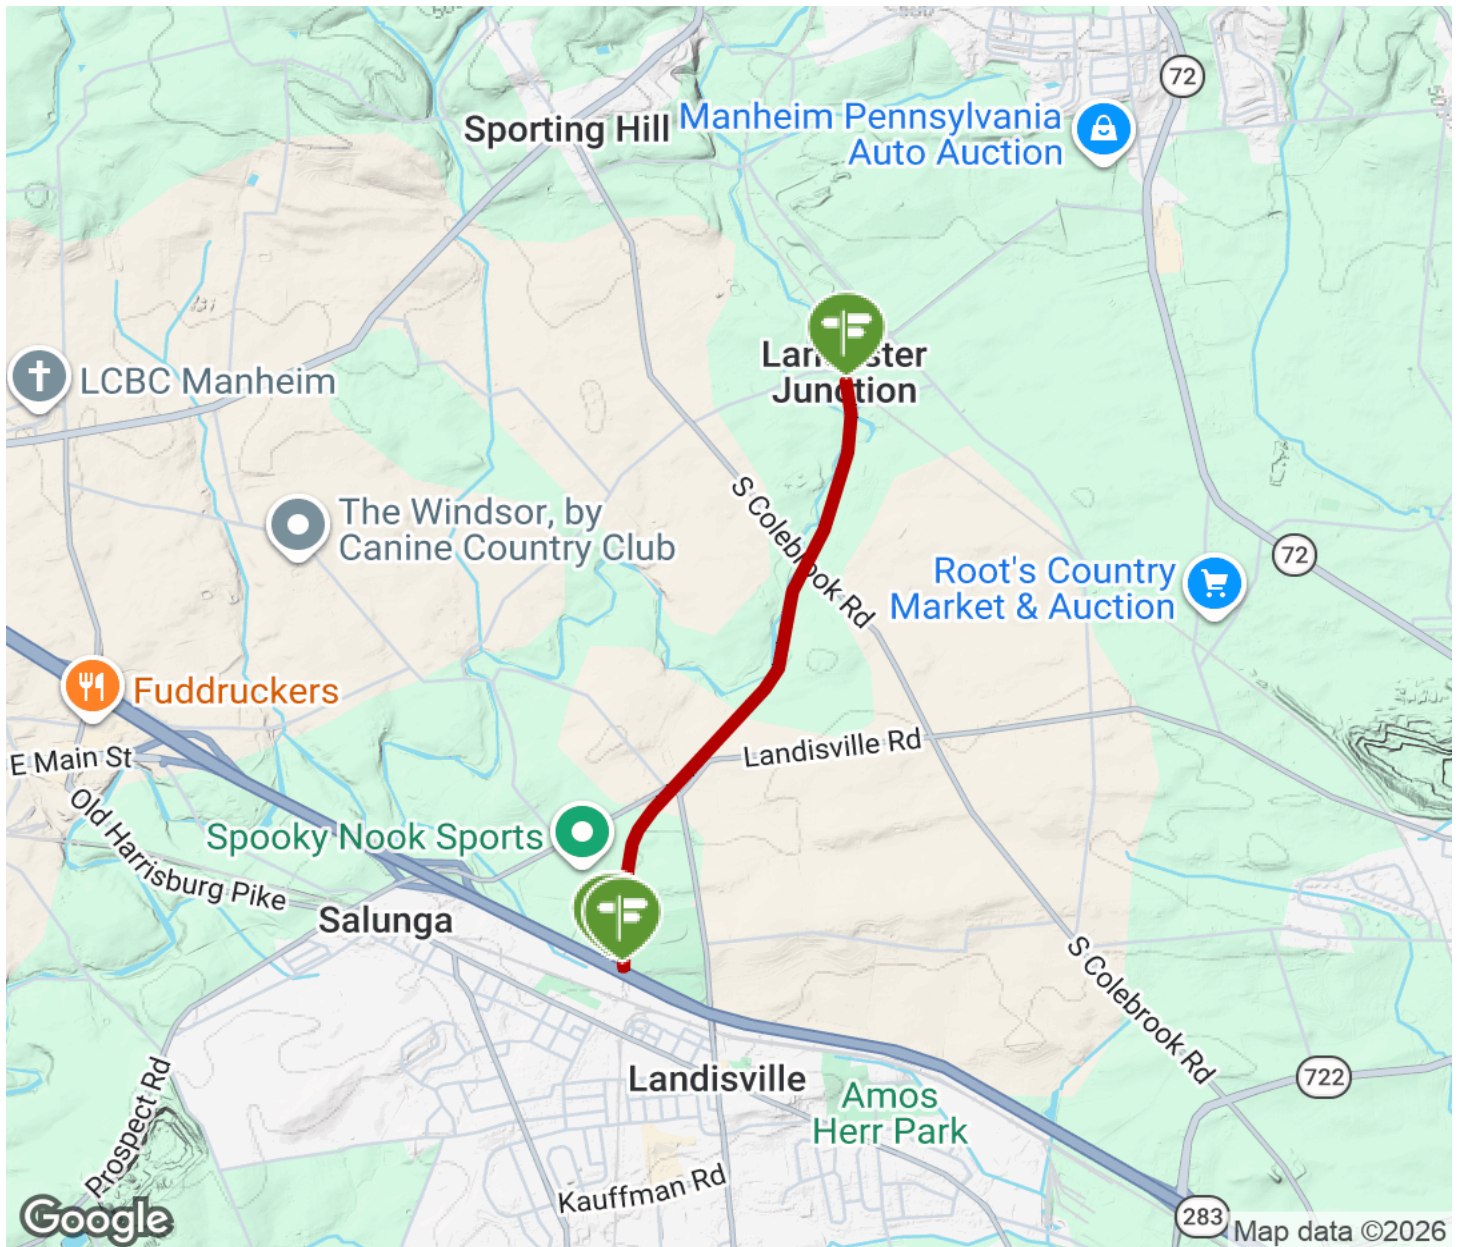 72
Sporting Hill
Manheim Pennsylvania
Auto Auction
Junction
LCBC Manheim
The Windsor, by
Canine Country Club
S Colebrook Rd
72
Root's Country
Market & Auction
Fuddruckers
Landisville Rd
E Main St
Old Harrisburg Pike
Spooky Nook Sports
Salunga
S Colebrook Rd
Landisville
Amos
Herr Park
722
Prospect Rd
Kauffman Rd
283
Google
Map data ©2026